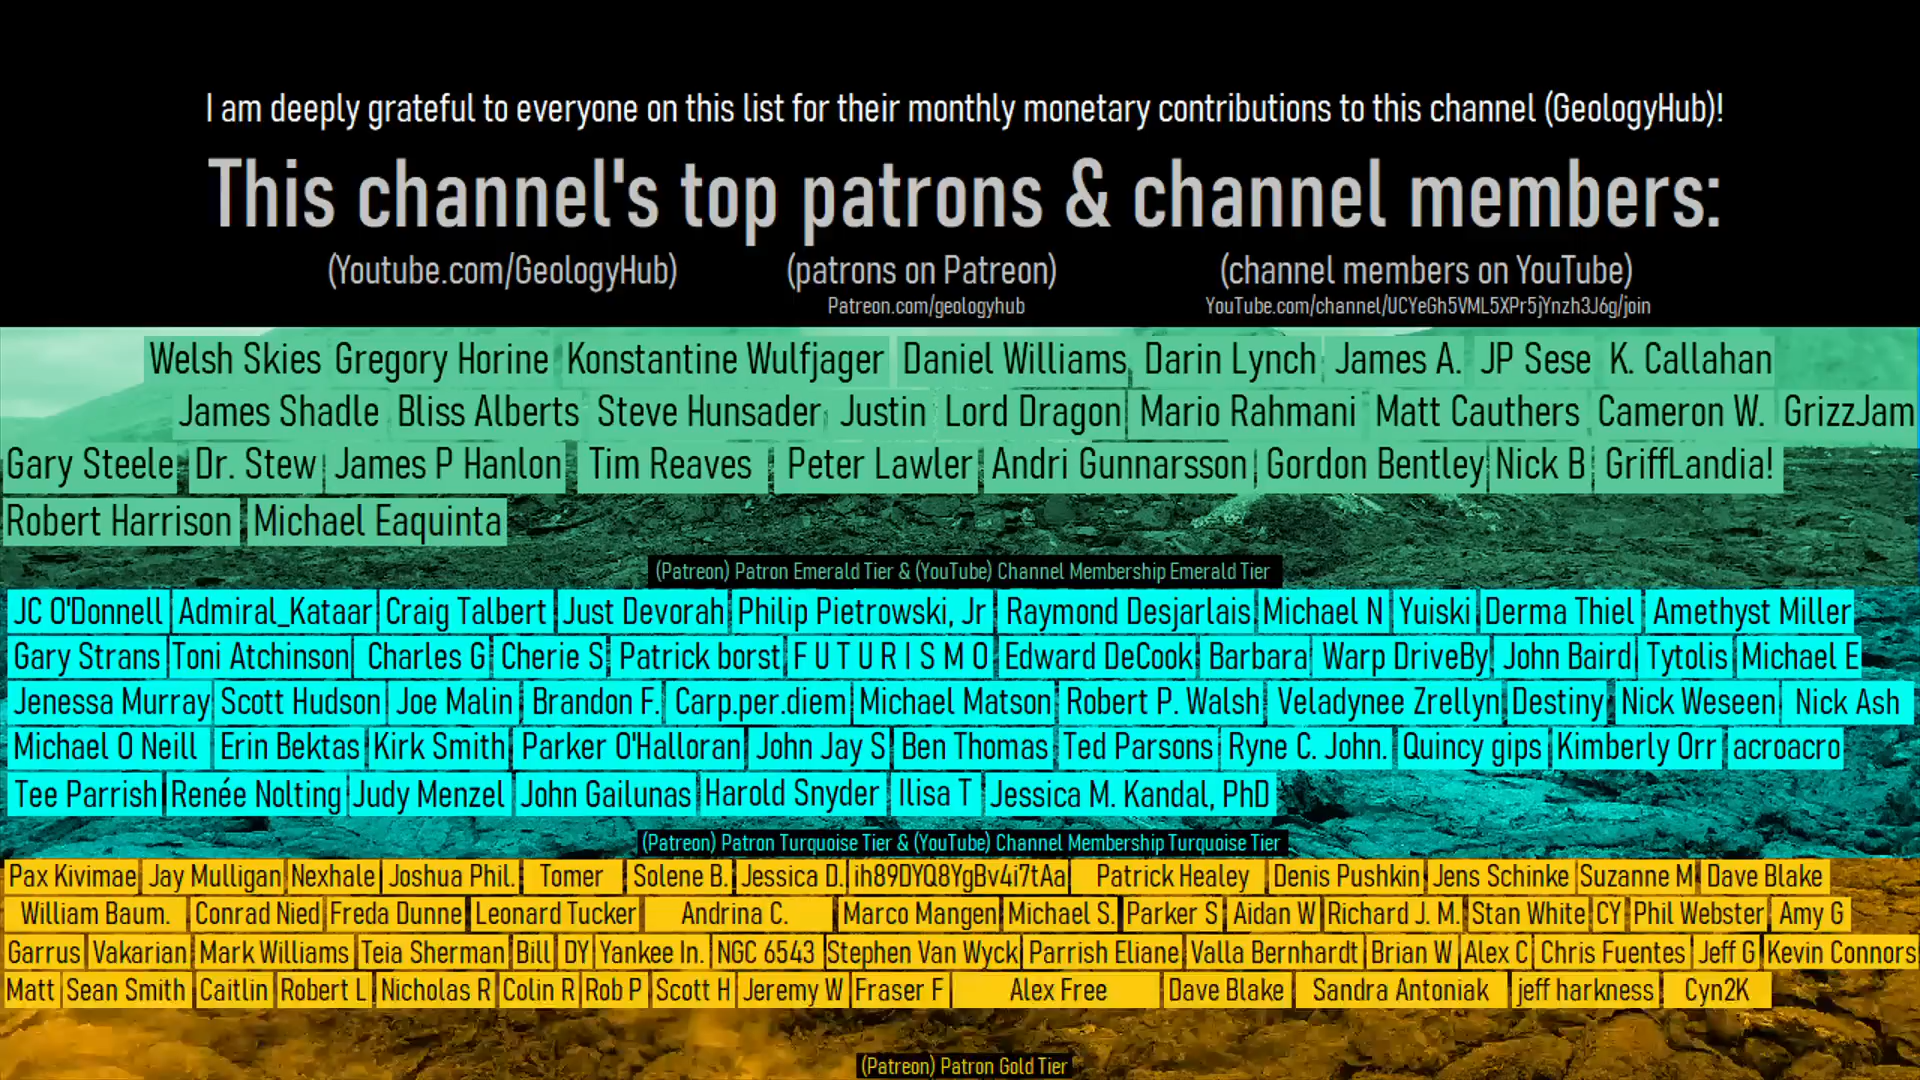 I am deeply grateful to everyone on this list for their monthly monetary contributions to this channel (GeologyHub)!
This channel's top patrons & channel members:
(Youtube.com/GeologyHub) (patrons on Patreon) (channel members on YouTube)
Patreon.com/geologyhub YouTube.com/channel/UCYeGh5VML5XPr5jYnzh3J6g/join
Welsh Skies Gregory Horine Konstantine Wulfjager Daniel Williams Darin Lynch James A. JP Sese K. Callahan
James Shadle Bliss Alberts Steve Hunsader Justin Lord Dragon Mario Rahmani Matt Cauthers Cameron W. GrizzJam
Gary Steele Dr. Stew James P Hanlon Tim Reaves Peter Lawler Andri Gunnarsson Gordon Bentley Nick B GriffLandia!
Robert Harrison Michael Eaquinta
(Patreon) Patron Emerald Tier & (YouTube) Channel Membership Emerald Tier
JC O'Donnell Admiral_Kataar Craig Talbert Just Devorah Philip Pietrowski, Jr Raymond Desjarlais Michael N Yuiski Derma Thiel Amethyst Miller
Gary Strans Toni Atchinson Charles G Cherie S Patrick borst F U T U R I S M O Edward DeCook Barbara Warp DriveBy John Baird Tytolis Michael E
Jenessa Murray Scott Hudson Joe Malin Brandon F. Carp.per.diem Michael Matson Robert P. Walsh Veladynee Zrellyn Destiny Nick Weseen Nick Ash
Michael O Neill Erin Bektas Kirk Smith Parker O'Halloran John Jay S Ben Thomas Ted Parsons Ryne C. John. Quincy gips Kimberly Orr acroacro
Tee Parrish Renée Nolting Judy Menzel John Gailunas Harold Snyder Ilisa T Jessica M. Kandal, PhD
(Patreon) Patron Turquoise Tier & (YouTube) Channel Membership Turquoise Tier
Pax Kivimae Jay Mulligan Nexhale Joshua Phil. Tomer Solene B. Jessica D. ih89DYQ8YgBv4i7tAa Patrick Healey Denis Pushkin Jens Schinke Suzanne M Dave Blake
William Baum. Conrad Nied Freda Dunne Leonard Tucker Andrina C. Marco Mangen Michael S. Parker S Aidan W Richard J. M. Stan White CY Phil Webster Amy G
Garrus Vakarian Mark Williams Teia Sherman Bill DY Yankee In. NGC 6543 Stephen Van Wyck Parrish Eliane Valla Bernhardt Brian W Alex C Chris Fuentes Jeff G Kevin Connors
Matt Sean Smith Caitlin Robert L Nicholas R Colin R Rob P Scott H Jeremy W Fraser F Alex Free Dave Blake Sandra Antoniak jeff harkness Cyn2K
(Patreon) Patron Gold Tier